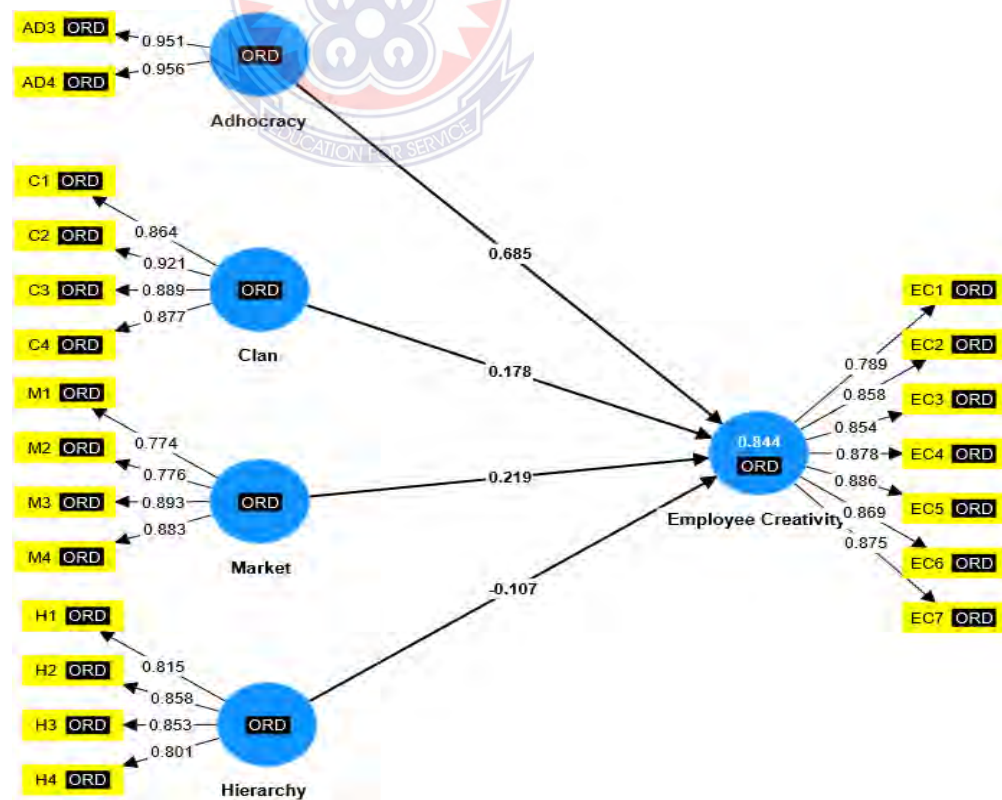 AD3 ORD
0.951
AD4 ORD
0.956
ORD
Adhocracy
EDUCATION FOR SERVICE
C1 ORD
0.864
C2 ORD
0.921
C3 ORD
0.889
C4 ORD
0.877
ORD
Clan
M1 ORD
0.774
M2 ORD
0.776
M3 ORD
0.893
M4 ORD
0.883
ORD
Market
H1 ORD
0.815
H2 ORD
0.858
H3 ORD
0.853
H4 ORD
0.801
ORD
Hierarchy
0.685
0.178
0.219
-0.107
0.844
ORD
Employee Creativity
0.789
0.858
0.854
0.878
0.886
0.869
0.875
EC1 ORD
EC2 ORD
EC3 ORD
EC4 ORD
EC5 ORD
EC6 ORD
EC7 ORD